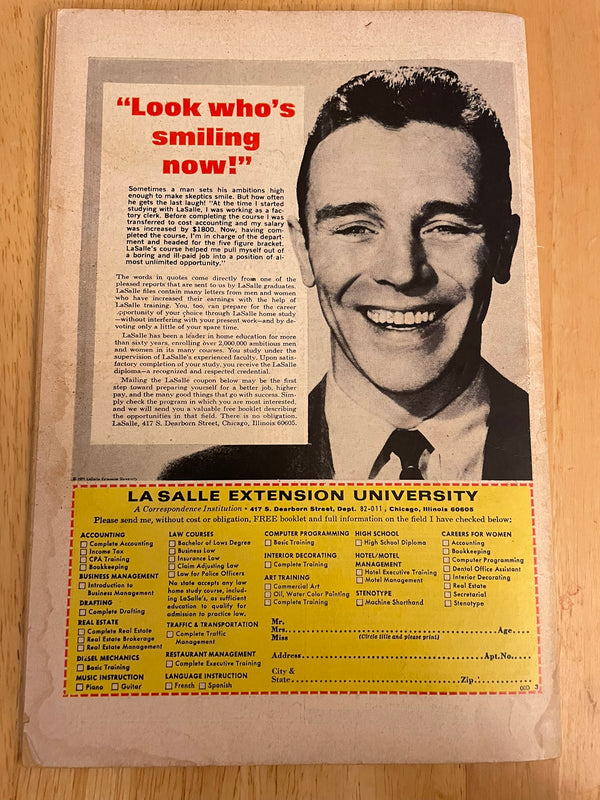 “Look who’s
smiling
now!”
Sometimes a man sets his ambitions high
enough to make skeptics smile. But how often
he gets the last laugh! “At the time I started
studying with LaSalle, I was working as a fac-
tory clerk. Before completing the course I was
transferred to cost accounting and my salary
was increased by $1800. Now, having com-
pleted the course, I’m in charge of the depart-
ment and headed for the five figure bracket.
LaSalle’s course helped me pull myself out of
a boring and ill-paid job into a position of al-
most unlimited opportunity.”
The words in quotes come directly from one of the
pleased reports that are sent to us by LaSalle graduates.
LaSalle files contain many letters from men and women
who have increased their earnings with the help of
LaSalle training. You, too, can prepare for the career
opportunity of your choice through LaSalle home study
—without interfering with your present work—and by de-
voting only a little of your spare time.
LaSalle has been a leader in home education for more
than sixty years, enrolling over 2,000,000 ambitious men
and women in its many courses. You study under the
supervision of LaSalle’s experienced faculty. Upon satis-
factory completion of your study, you receive the LaSalle
diploma—a recognized and respected credential.
Mailing the LaSalle coupon below may be the first
step toward preparing yourself for a better job, higher
pay, and the many good things that go with success. Sim-
ply check the program in which you are most interested,
and we will send you a valuable free booklet describing
the opportunities in that field. There is no obligation.
LaSalle, 417 S. Dearborn Street, Chicago, Illinois 60605.
LaSalle Extension University
LA SALLE EXTENSION UNIVERSITY
A Correspondence Institution • 417 S. Dearborn Street, Dept. 82-011, Chicago, Illinois 60605
Please send me, without cost or obligation, FREE booklet and full information on the field I have checked below:
ACCOUNTING
Complete Accounting
Income Tax
CPA Training
Bookkeeping
BUSINESS MANAGEMENT
Introduction to
Business Management
DRAFTING
Complete Drafting
REAL ESTATE
Complete Real Estate
Real Estate Brokerage
Real Estate Management
DIESEL MECHANICS
Basic Training
MUSIC INSTRUCTION
Piano Guitar
LAW COURSES
Bachelor of Laws Degree
Business Law
Insurance Law
Claim Adjusting Law
Law for Police Officers
No state accepts any law
home study course, includ-
ing LaSalle’s, as sufficient
education to qualify for
admission to practice law.
TRAFFIC & TRANSPORTATION
Complete Traffic
Management
RESTAURANT MANAGEMENT
Complete Executive Training
LANGUAGE INSTRUCTION
French Spanish
COMPUTER PROGRAMMING
Basic Training
INTERIOR DECORATING
Complete Training
ART TRAINING
Commercial Art
Oil, Water Color Painting
Complete Training
HIGH SCHOOL
High School Diploma
HOTEL/MOTEL
MANAGEMENT
Hotel Executive Training
Motel Management
STENOTYPE
Machine Shorthand
CAREERS FOR WOMEN
Accounting
Bookkeeping
Computer Programming
Dental Office Assistant
Interior Decorating
Real Estate
Secretarial
Stenotype
Mr.
Mrs. Age
Miss (Circle title and please print)
Address Apt.No.
City &
State Zip